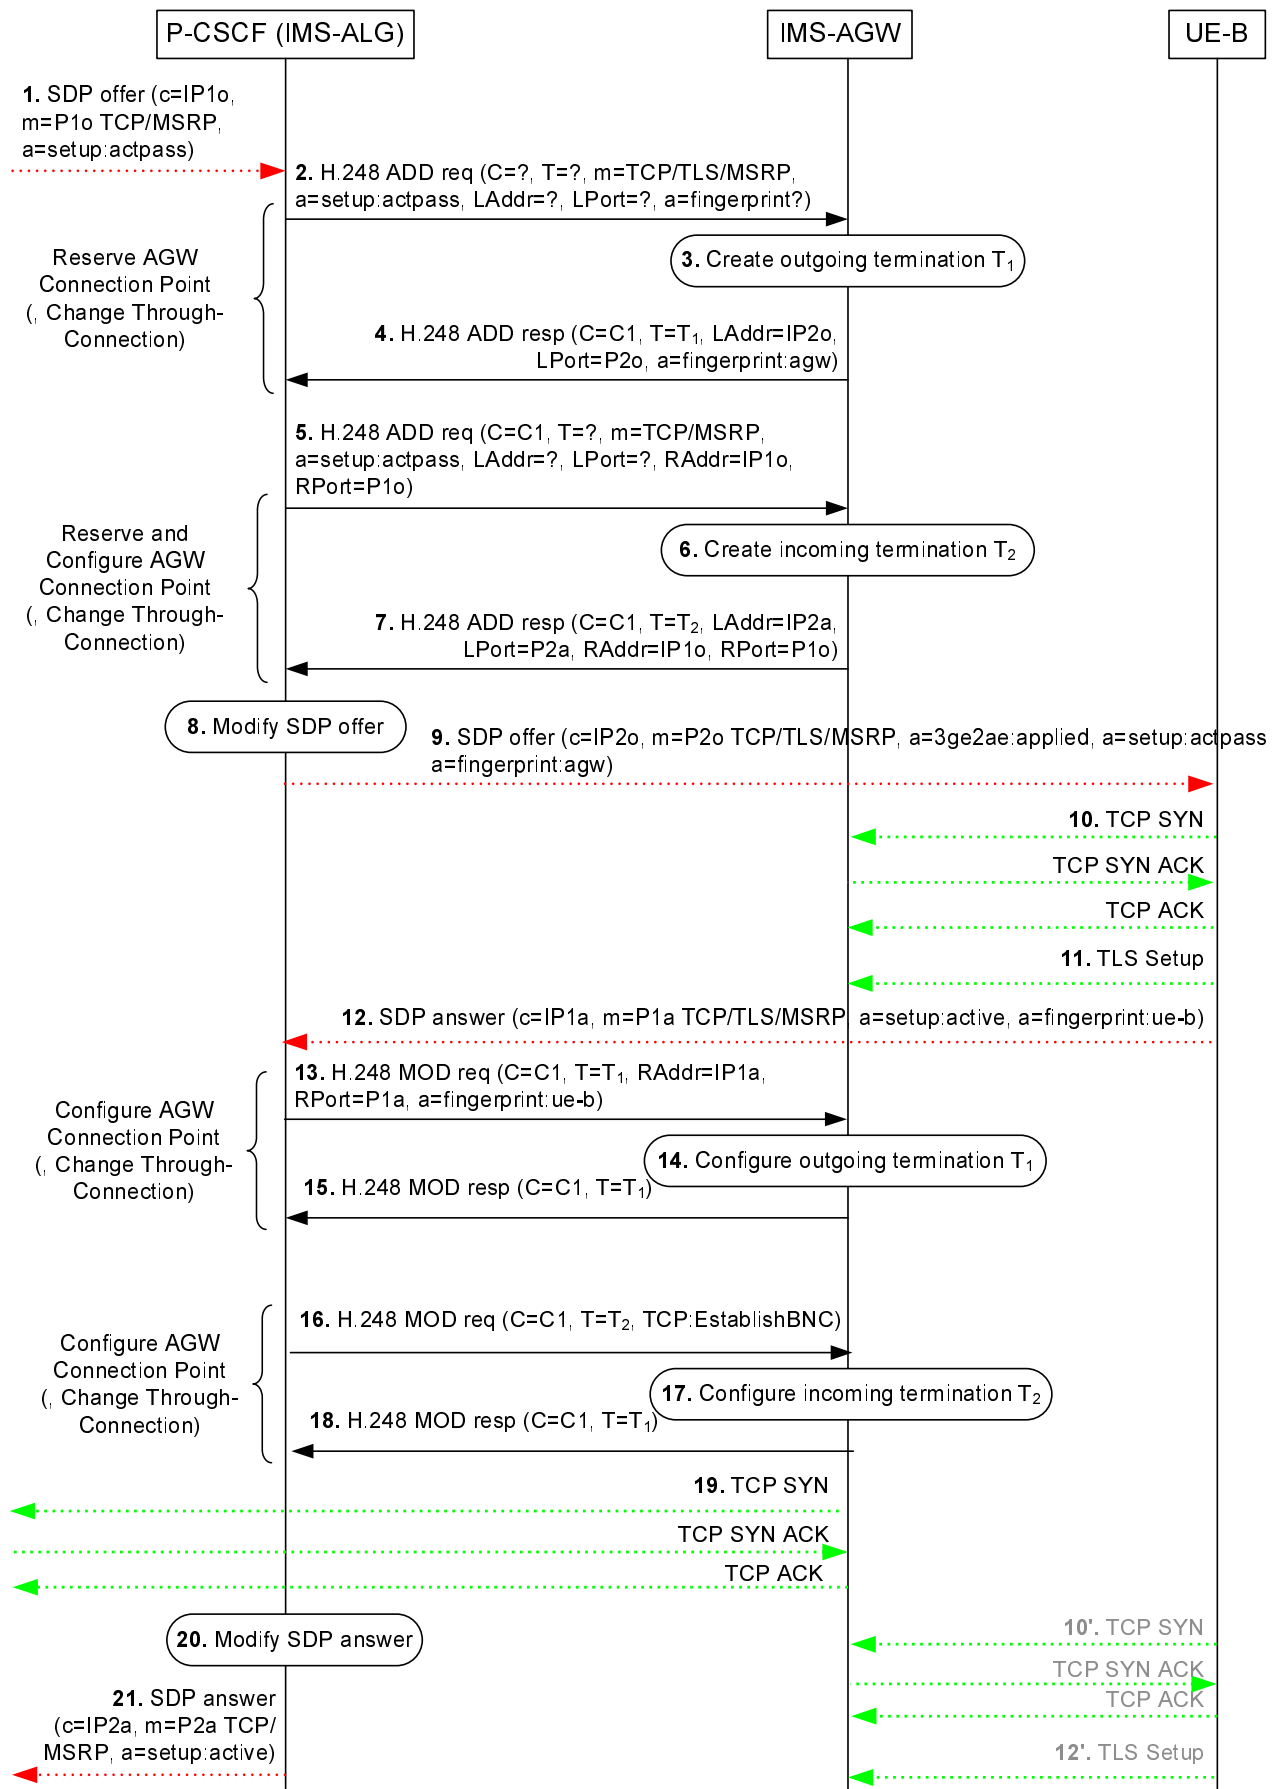 P-CSCF (IMS-ALG)
IMS-AGW
UE-B
1. SDP offer (c=IP1o,
m=P1o TCP/MSRP,
a=setup:actpass)
2. H.248 ADD req (C=?, T=?, m=TCP/TLS/MSRP,
a=setup:actpass, LAddr=?, LPort=?, a=fingerprint?)
Reserve AGW
Connection Point
(, Change Through-
Connection)
3. Create outgoing termination T1
4. H.248 ADD resp (C=C1, T=T1, LAddr=IP2o,
LPort=P2o, a=fingerprint:agw)
5. H.248 ADD req (C=C1, T=?, m=TCP/MSRP,
a=setup:actpass, LAddr=?, LPort=?, RAddr=IP1o,
RPort=P1o)
Reserve and
Configure AGW
Connection Point
(, Change Through-
Connection)
6. Create incoming termination T2
7. H.248 ADD resp (C=C1, T=T2, LAddr=IP2a,
LPort=P2a, RAddr=IP1o, RPort=P1o)
8. Modify SDP offer
9. SDP offer (c=IP2o, m=P2o TCP/TLS/MSRP, a=3ge2ae:applied, a=setup:actpass
a=fingerprint:agw)
10. TCP SYN
TCP SYN ACK
TCP ACK
11. TLS Setup
12. SDP answer (c=IP1a, m=P1a TCP/TLS/MSRP, a=setup:active, a=fingerprint:ue-b)
13. H.248 MOD req (C=C1, T=T1, RAddr=IP1a,
RPort=P1a, a=fingerprint:ue-b)
Configure AGW
Connection Point
(, Change Through-
Connection)
14. Configure outgoing termination T1
15. H.248 MOD resp (C=C1, T=T1)
16. H.248 MOD req (C=C1, T=T2, TCP:EstablishBNC)
Configure AGW
Connection Point
(, Change Through-
Connection)
17. Configure incoming termination T2
18. H.248 MOD resp (C=C1, T=T1)
19. TCP SYN
TCP SYN ACK
TCP ACK
20. Modify SDP answer
10'. TCP SYN
TCP SYN ACK
TCP ACK
21. SDP answer
(c=IP2a, m=P2a TCP/
MSRP, a=setup:active)
12'. TLS Setup